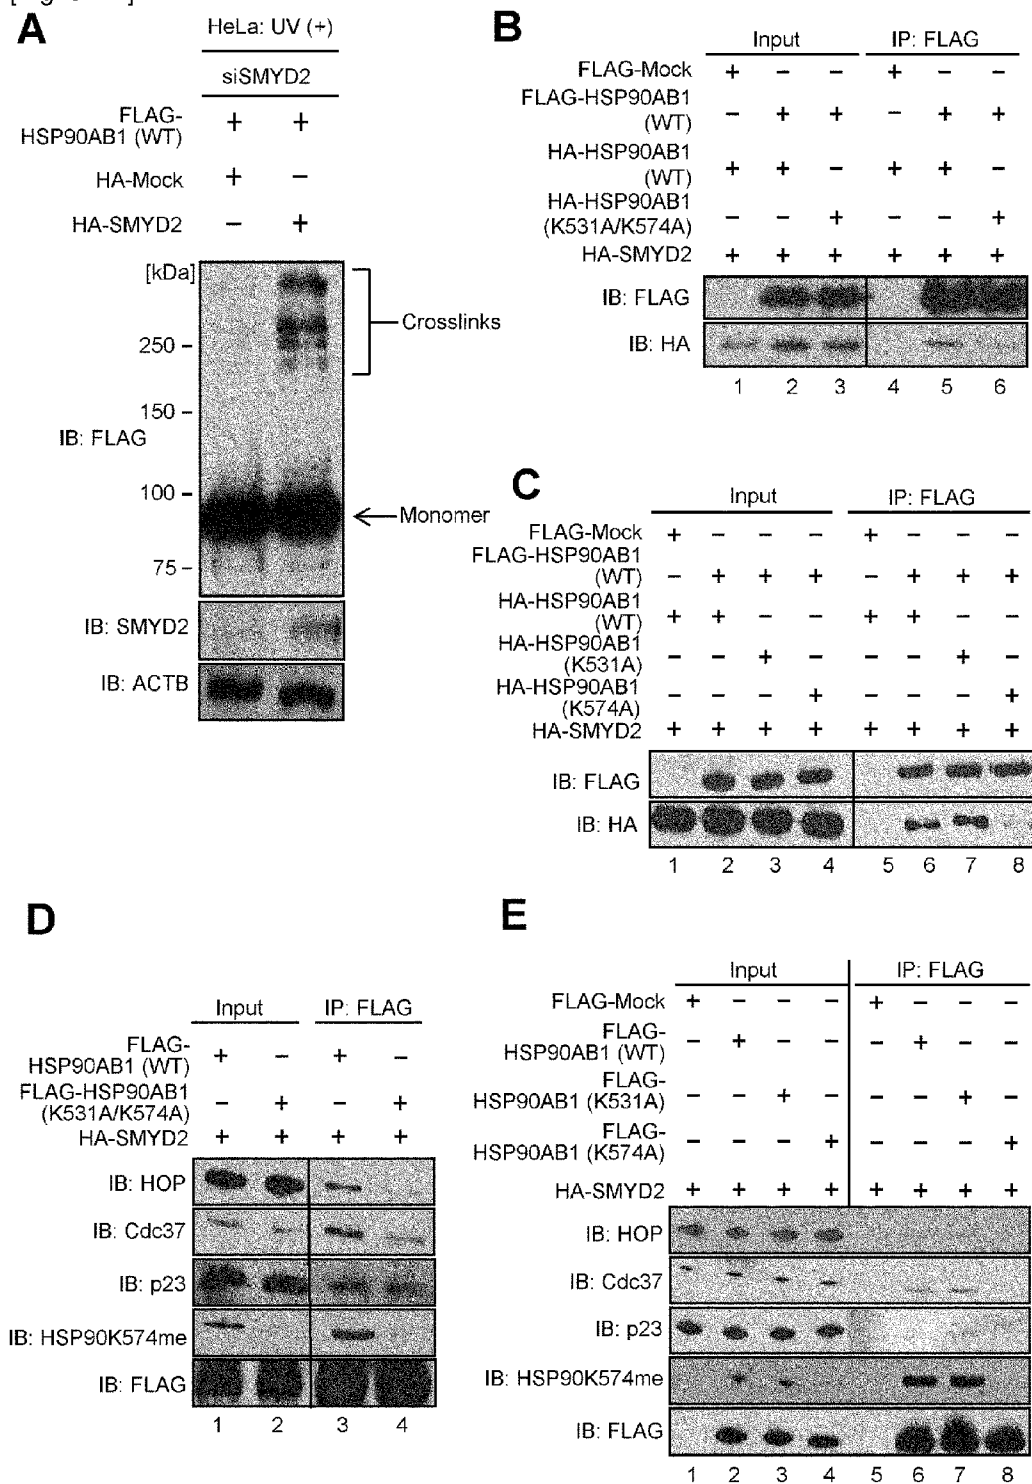 A
HeLa: UV (+)
siSMYD2
FLAG-
HSP90AB1 (WT)
+ +
HA-Mock
+ −
HA-SMYD2
− +
[kDa]
250 –
150 –
100 –
75 –
Crosslinks
Monomer
IB: FLAG
IB: SMYD2
IB: ACTB
B
Input
IP: FLAG
FLAG-Mock
+ − − + − −
FLAG-HSP90AB1
(WT)
− + + − + +
HA-HSP90AB1
(WT)
+ + − + + −
HA-HSP90AB1
(K531A/K574A)
− − + − − +
HA-SMYD2
+ + + + + +
IB: FLAG
IB: HA
1 2 3 4 5 6
C
Input
IP: FLAG
FLAG-Mock
+ − − − + − − −
FLAG-HSP90AB1
(WT)
− + + + − + + +
HA-HSP90AB1
(WT)
+ + − − + + − −
HA-HSP90AB1
(K531A)
− − + − − − + −
HA-HSP90AB1
(K574A)
− − − + − − − +
HA-SMYD2
+ + + + + + + +
IB: FLAG
IB: HA
1 2 3 4 5 6 7 8
D
Input
IP: FLAG
FLAG-
HSP90AB1 (WT)
+ − + −
FLAG-HSP90AB1
(K531A/K574A)
− + − +
HA-SMYD2
+ + + +
IB: HOP
IB: Cdc37
IB: p23
IB: HSP90K574me
IB: FLAG
1 2 3 4
E
Input
IP: FLAG
FLAG-Mock
+ − − − + − − −
FLAG-
HSP90AB1 (WT)
− + − − − + − −
FLAG-
HSP90AB1 (K531A)
− − + − − − + −
FLAG-
HSP90AB1 (K574A)
− − − + − − − +
HA-SMYD2
+ + + + + + + +
IB: HOP
IB: Cdc37
IB: p23
IB: HSP90K574me
IB: FLAG
1 2 3 4 5 6 7 8